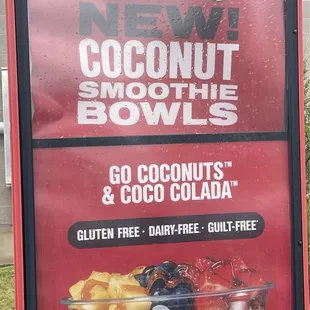 NEW!
COCONUT
SMOOTHIE
BOWLS
GO COCONUTS™
& COCO COLADA™
GLUTEN FREE · DAIRY-FREE · GUILT-FREE*